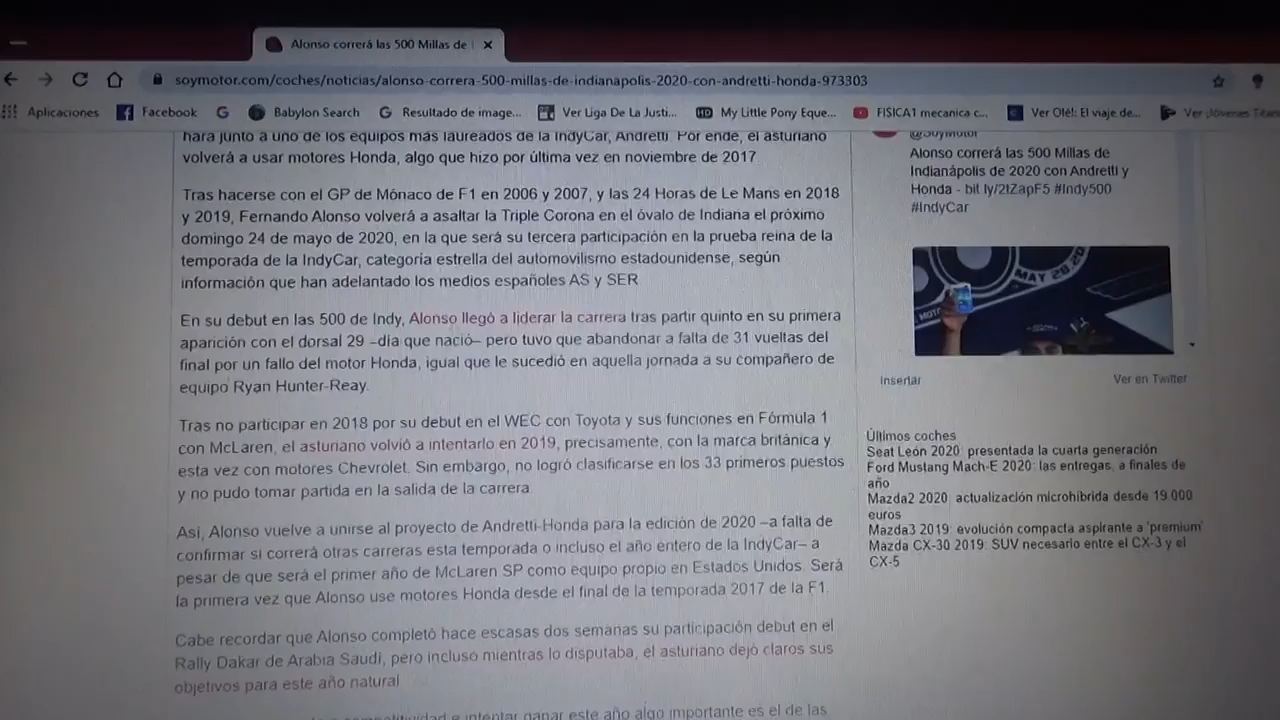 Alonso correrá las 500 Millas de
soymotor.com/coches/noticias/alonso-correra-500-millas-de-indianapolis-2020-con-andretti-honda-973303
Aplicaciones Facebook Babylon Search Resultado de image... Ver Liga De La Justi... My Little Pony Eque... FISICA1 mecanica c... Ver Olé!: El viaje de... Ver Jóvenes Titan
hará junto a uno de los equipos más laureados de la IndyCar, Andretti. Por ende, el asturiano
volverá a usar motores Honda, algo que hizo por última vez en noviembre de 2017.
Tras hacerse con el GP de Mónaco de F1 en 2006 y 2007, y las 24 Horas de Le Mans en 2018
y 2019, Fernando Alonso volverá a asaltar la Triple Corona en el óvalo de Indiana el próximo
domingo 24 de mayo de 2020, en la que será su tercera participación en la prueba reina de la
temporada de la IndyCar, categoría estrella del automovilismo estadounidense, según
información que han adelantado los medios españoles AS y SER.
En su debut en las 500 de Indy, Alonso llegó a liderar la carrera tras partir quinto en su primera
aparición con el dorsal 29 –día que nació– pero tuvo que abandonar a falta de 31 vueltas del
final por un fallo del motor Honda, igual que le sucedió en aquella jornada a su compañero de
equipo Ryan Hunter-Reay.
Tras no participar en 2018 por su debut en el WEC con Toyota y sus funciones en Fórmula 1
con McLaren, el asturiano volvió a intentarlo en 2019, precisamente, con la marca británica y
esta vez con motores Chevrolet. Sin embargo, no logró clasificarse en los 33 primeros puestos
y no pudo tomar partida en la salida de la carrera.
Así, Alonso vuelve a unirse al proyecto de Andretti-Honda para la edición de 2020 –a falta de
confirmar si correrá otras carreras esta temporada o incluso el año entero de la IndyCar– a
pesar de que será el primer año de McLaren SP como equipo propio en Estados Unidos. Será
la primera vez que Alonso use motores Honda desde el final de la temporada 2017 de la F1.
Cabe recordar que Alonso completó hace escasas dos semanas su participación debut en el
Rally Dakar de Arabia Saudí, pero incluso mientras lo disputaba, el asturiano dejó claros sus
objetivos para este año natural.
competitividad e intentar ganar este año algo importante es el de las
@SoyMotor
Alonso correrá las 500 Millas de
Indianápolis de 2020 con Andretti y
Honda - bit.ly/2tZapF5 #Indy500
#IndyCar
MAY 28 20
MOTO
Insertar Ver en Twitter
Últimos coches
Seat León 2020: presentada la cuarta generación
Ford Mustang Mach-E 2020: las entregas, a finales de
año
Mazda2 2020: actualización microhíbrida desde 19.000
euros
Mazda3 2019: evolución compacta aspirante a 'premium'
Mazda CX-30 2019: SUV necesario entre el CX-3 y el
CX-5